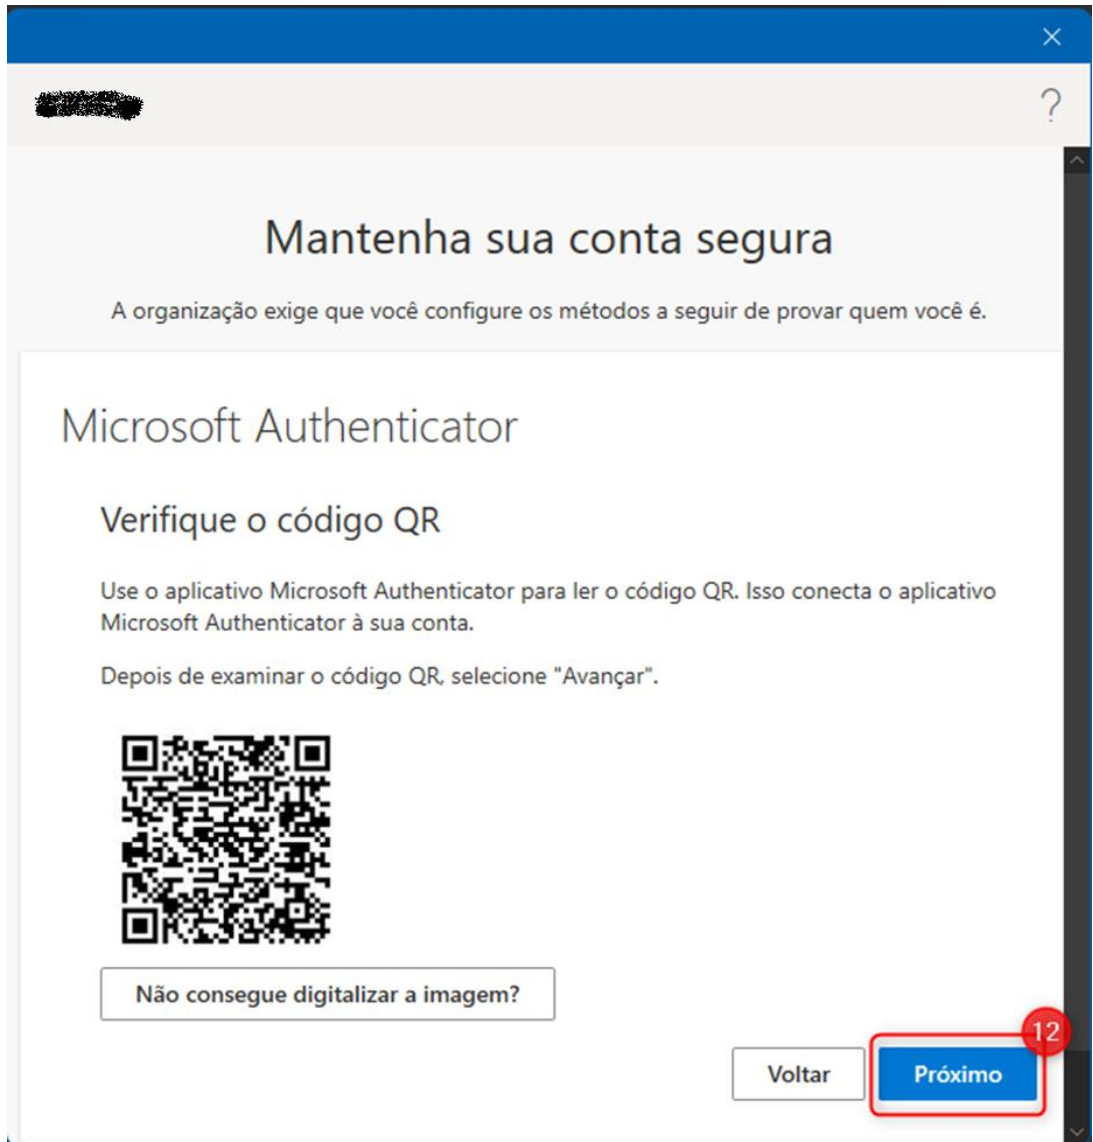 ?
Mantenha sua conta segura
A organização exige que você configure os métodos a seguir de provar quem você é.
Microsoft Authenticator
Verifique o código QR
Use o aplicativo Microsoft Authenticator para ler o código QR. Isso conecta o aplicativo
Microsoft Authenticator à sua conta.
Depois de examinar o código QR, selecione "Avançar".
Não consegue digitalizar a imagem?
12
Voltar Próximo